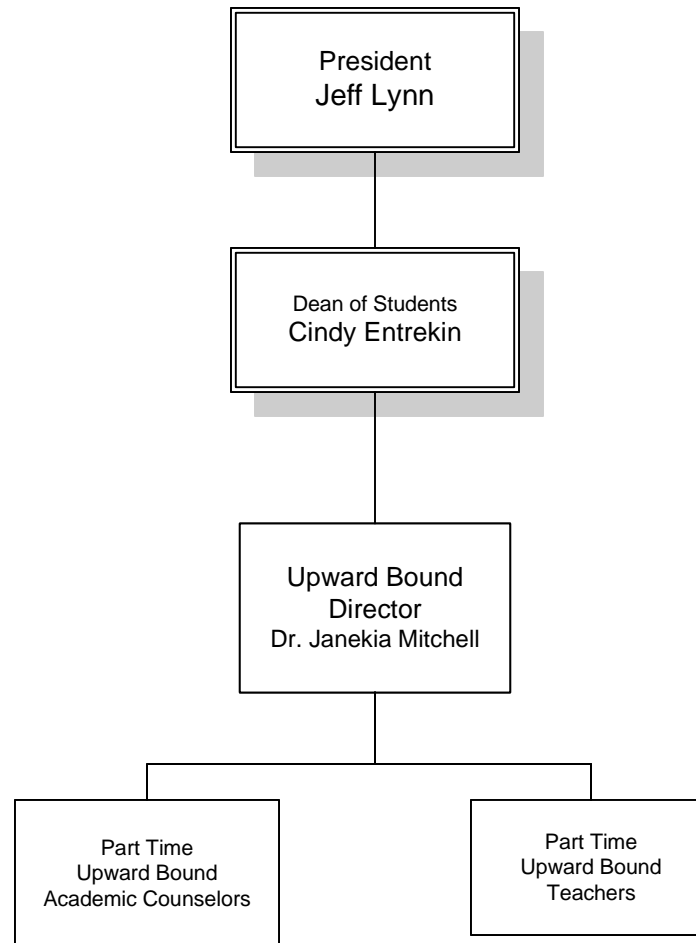 President
Jeff Lynn
Dean of Students
Cindy Entrekin
Upward Bound
Director
Dr. Janekia Mitchell
Part Time
Upward Bound
Academic Counselors
Part Time
Upward Bound
Teachers